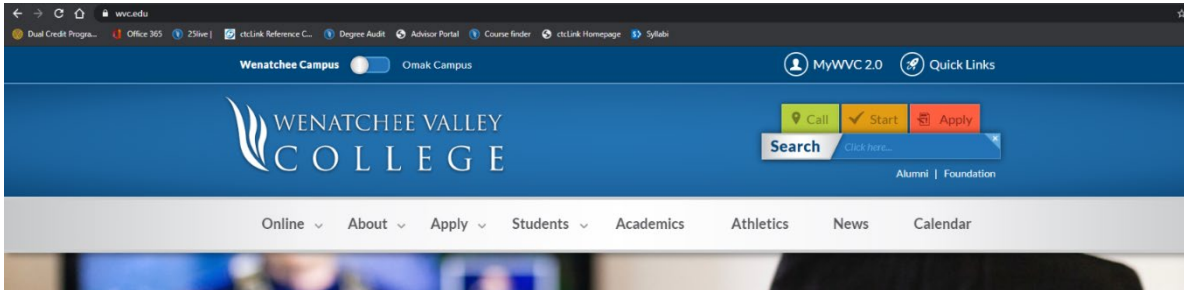 wvc.edu
Dual Credit Progra... Office 365 25live | ctcLink Reference C... Degree Audit Advisor Portal Course finder ctcLink Homepage Syllabi
Wenatchee Campus Omak Campus MyWVC 2.0 Quick Links
WENATCHEE VALLEY
COLLEGE
Call Start Apply
Search Click here...
Alumni | Foundation
Online About Apply Students Academics Athletics News Calendar